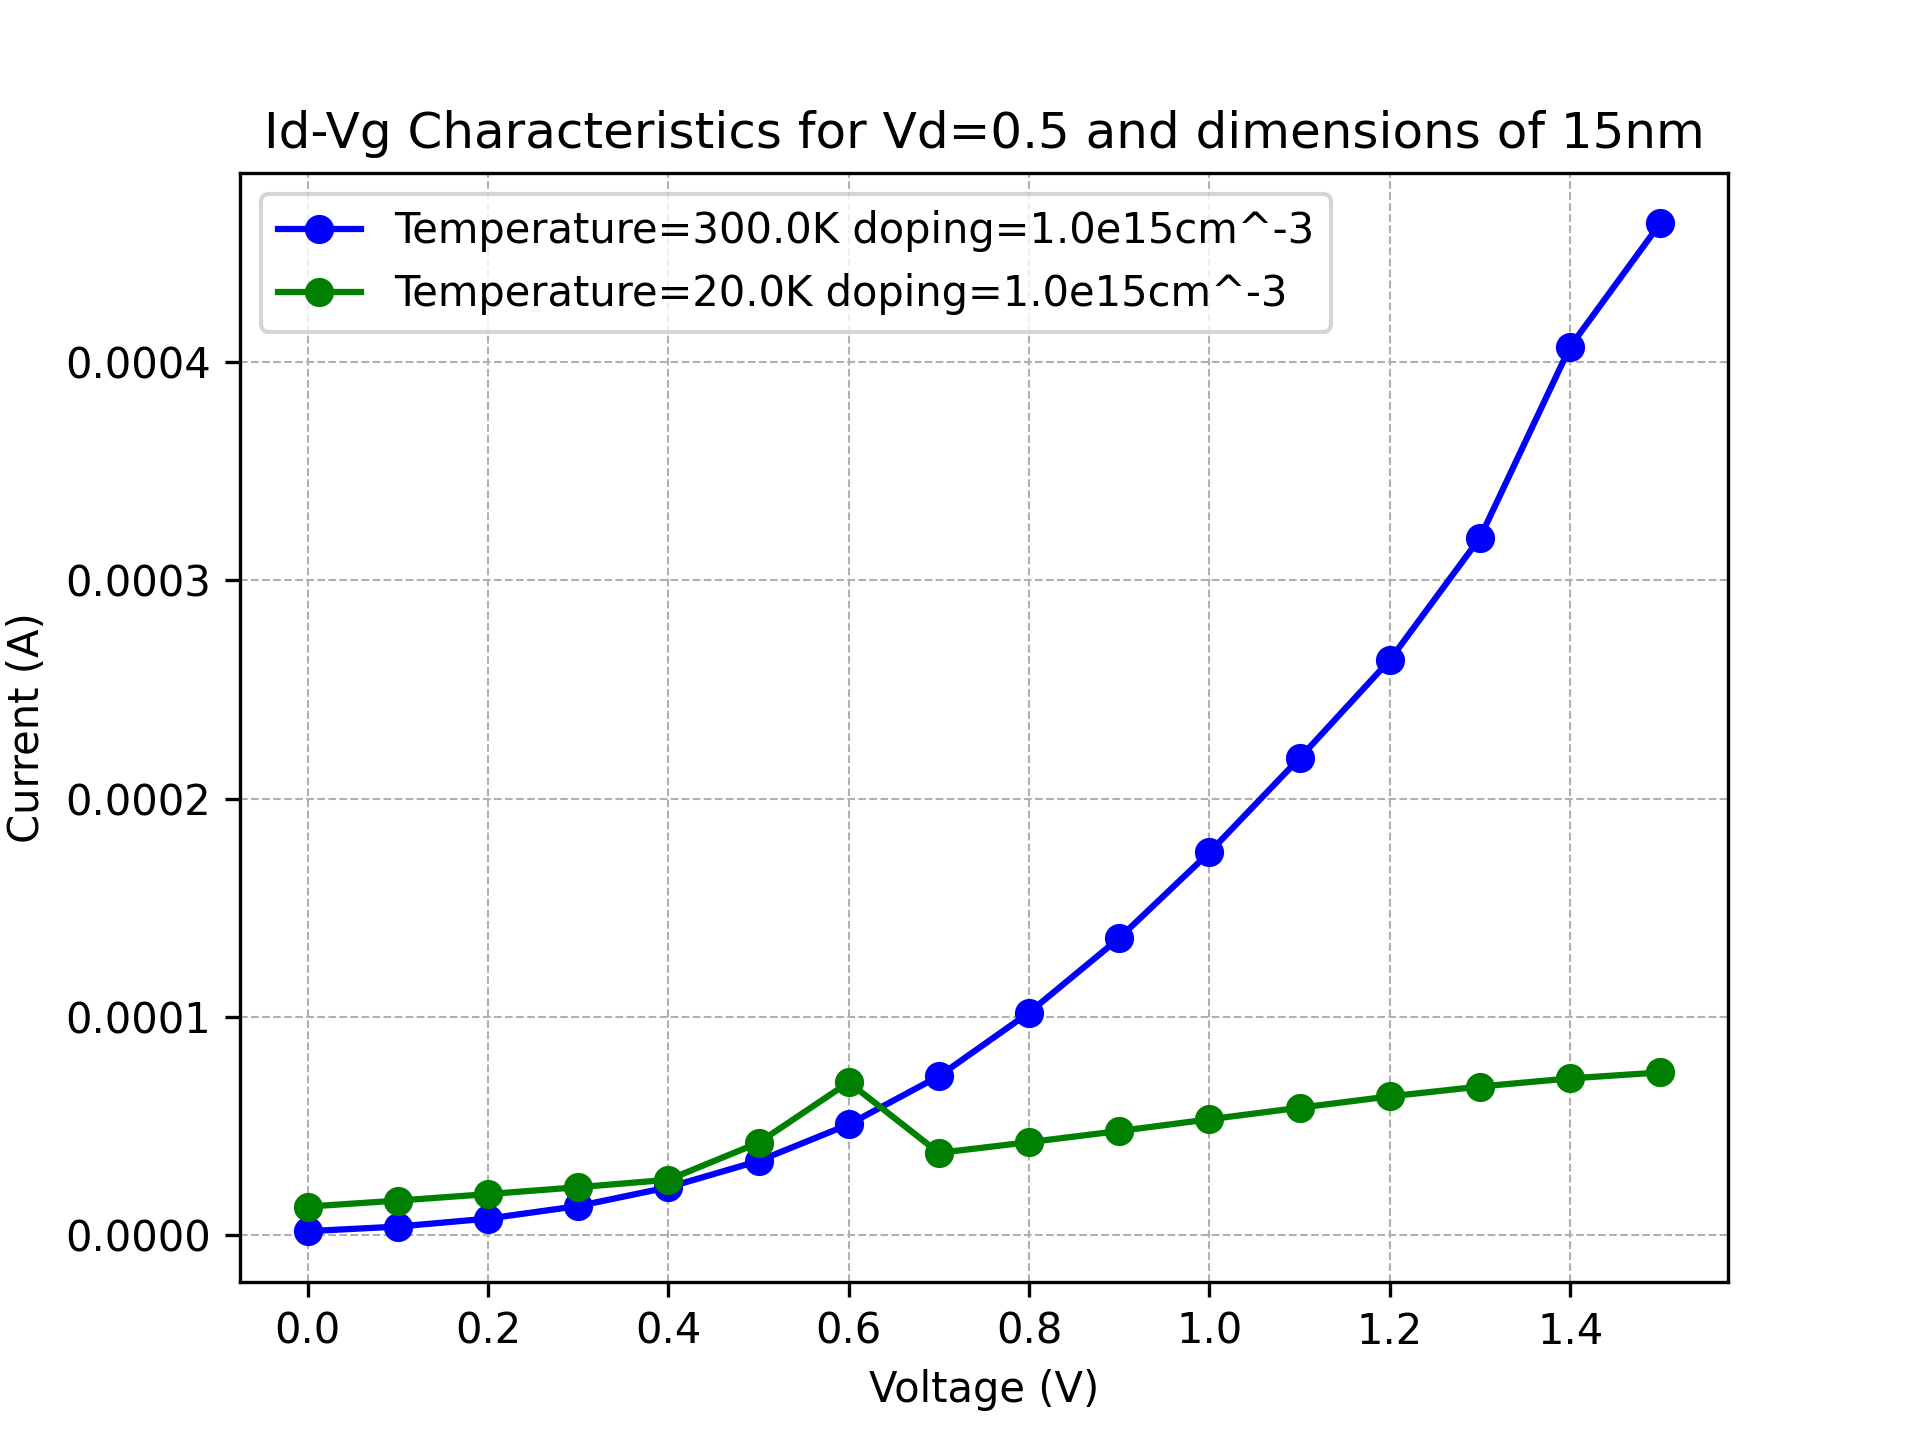 Id-Vg Characteristics for Vd=0.5 and dimensions of 15nm
Temperature=300.0K doping=1.0e15cm^-3
Temperature=20.0K doping=1.0e15cm^-3
0.0004
0.0003
0.0002
0.0001
0.0000
Current (A)
0.0 0.2 0.4 0.6 0.8 1.0 1.2 1.4
Voltage (V)